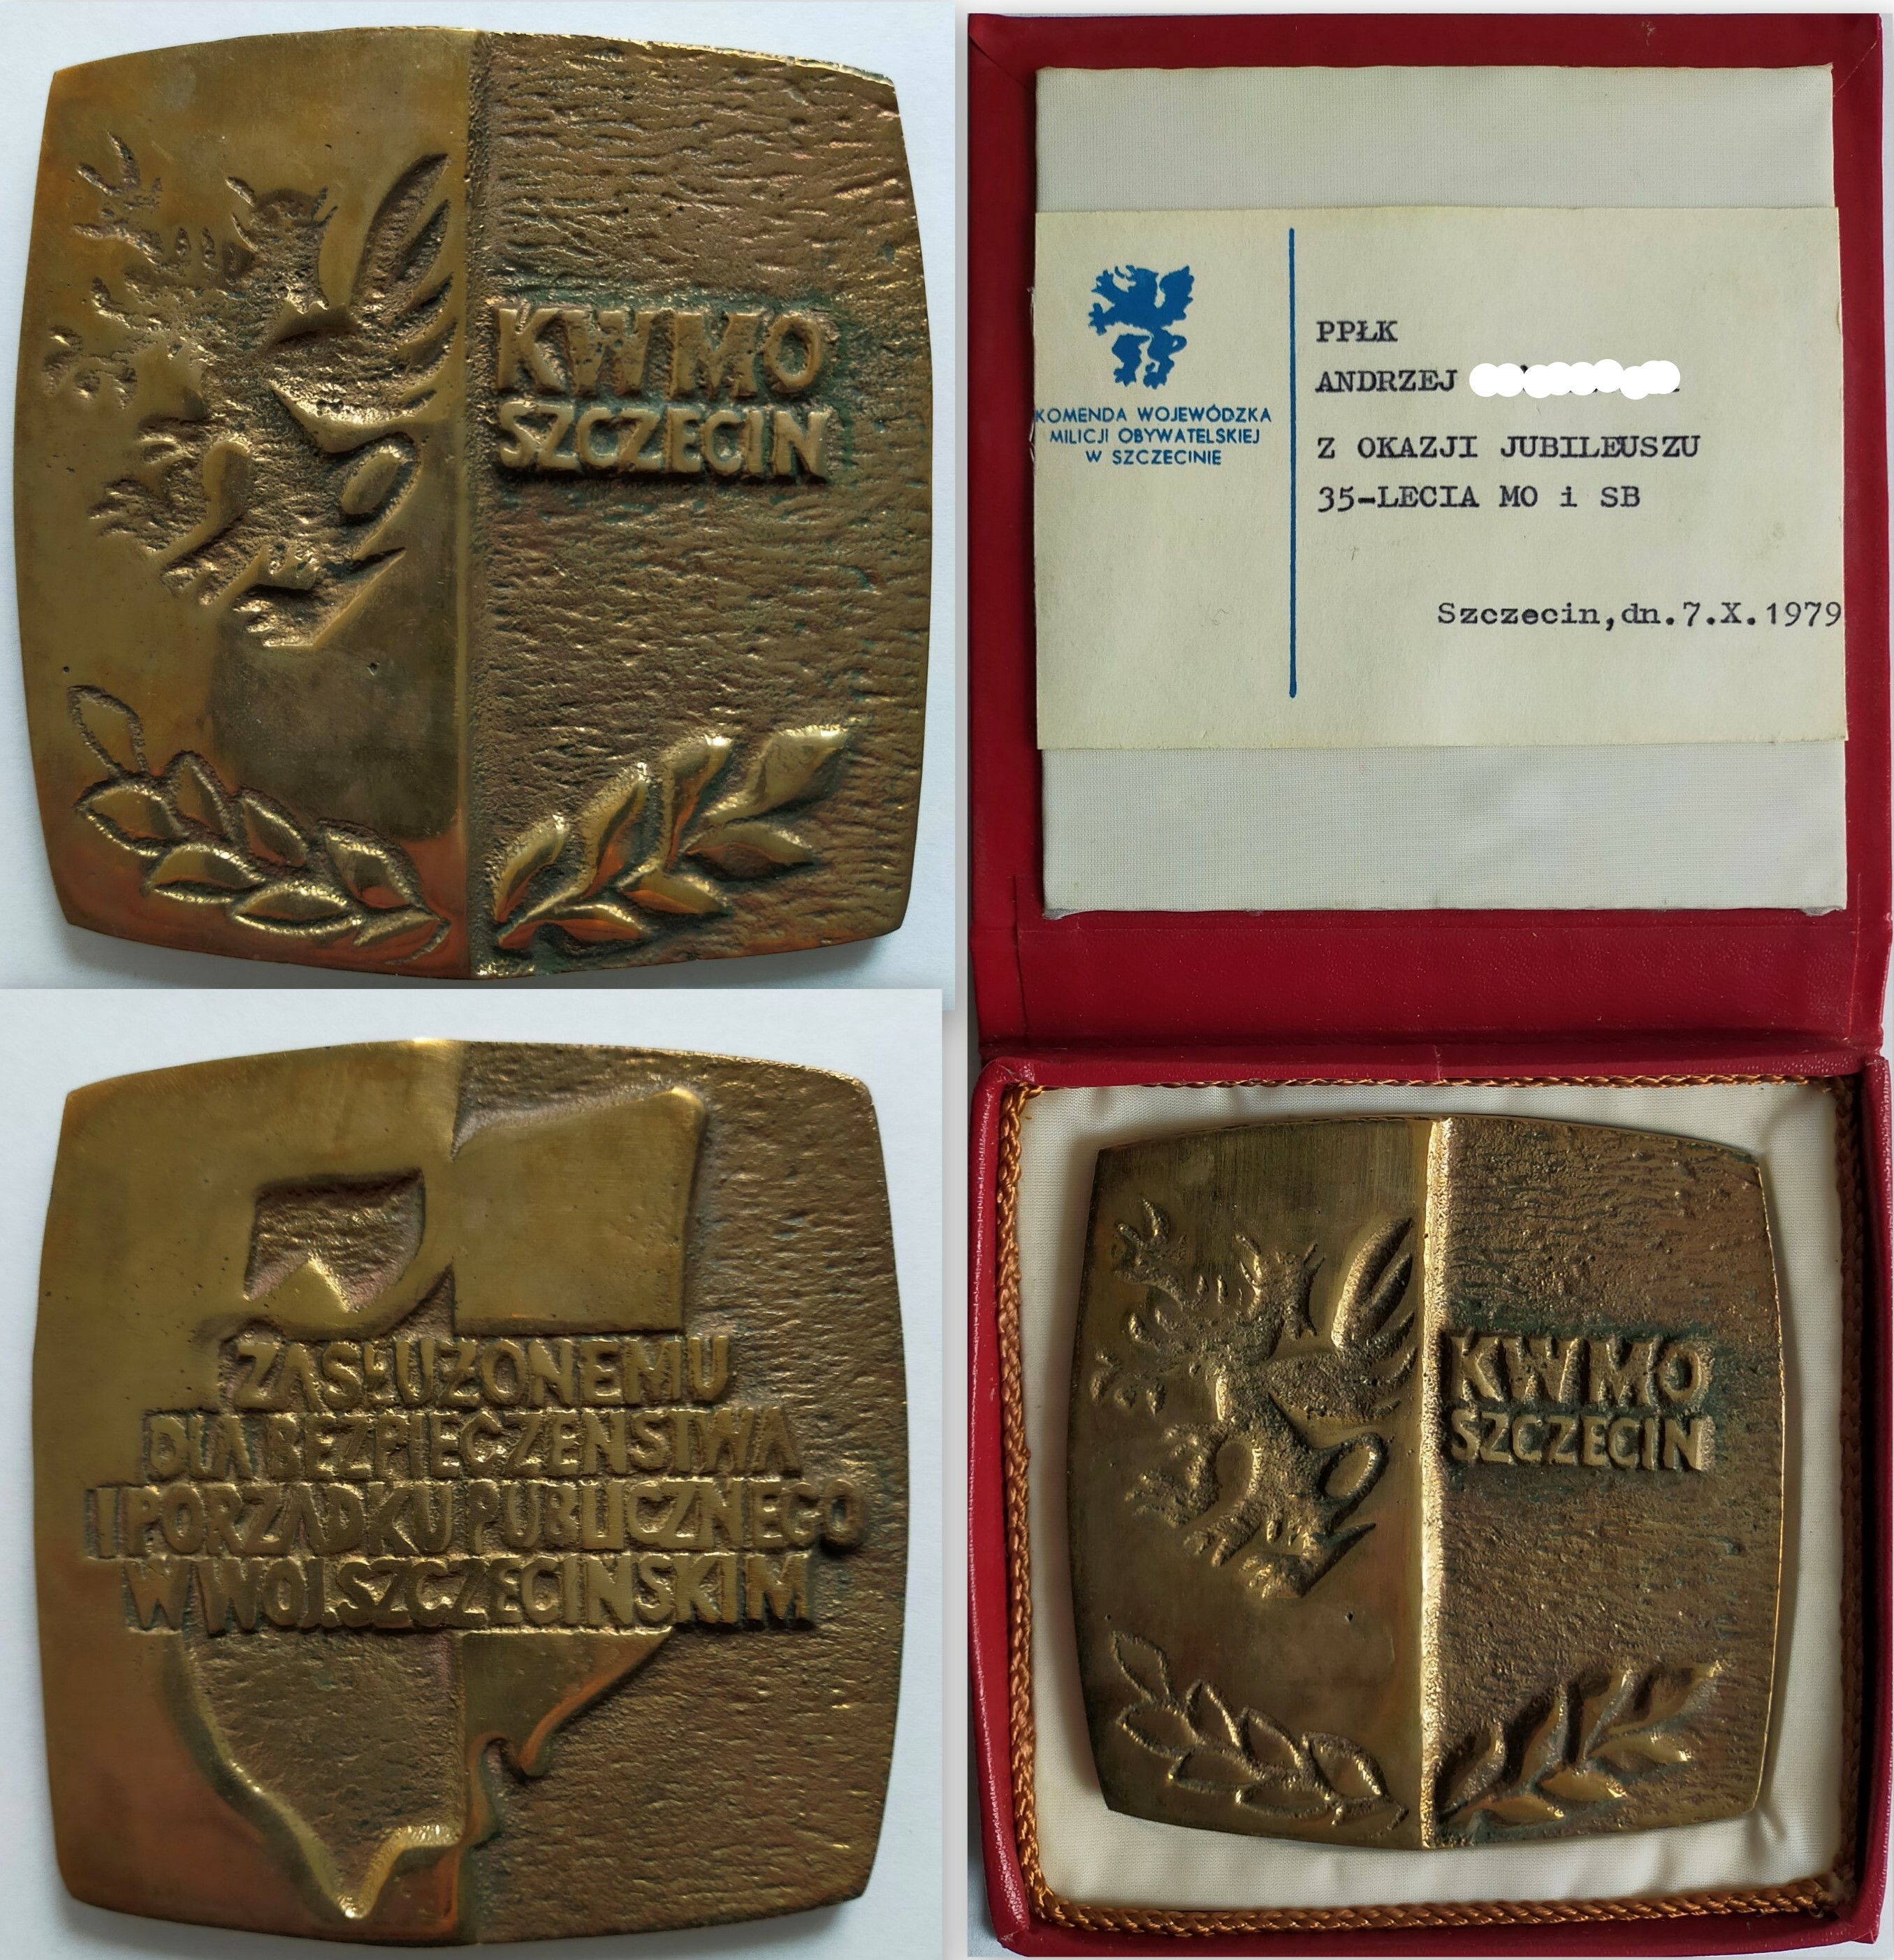 KWMO
SZCZECIN
KOMENDA WOJEWÓDZKA
MILICJI OBYWATELSKIEJ
W SZCZECINIE
PPŁK
ANDRZEJ
Z OKAZJI JUBILEUSZU
35-LECIA MO i SB
Szczecin,dn.7.X.1979
ZASŁUŻONEMU
DLA BEZPIECZEŃSTWA
I PORZĄDKU PUBLICZNEGO
W WOJ.SZCZECIŃSKIM
KWMO
SZCZECIN